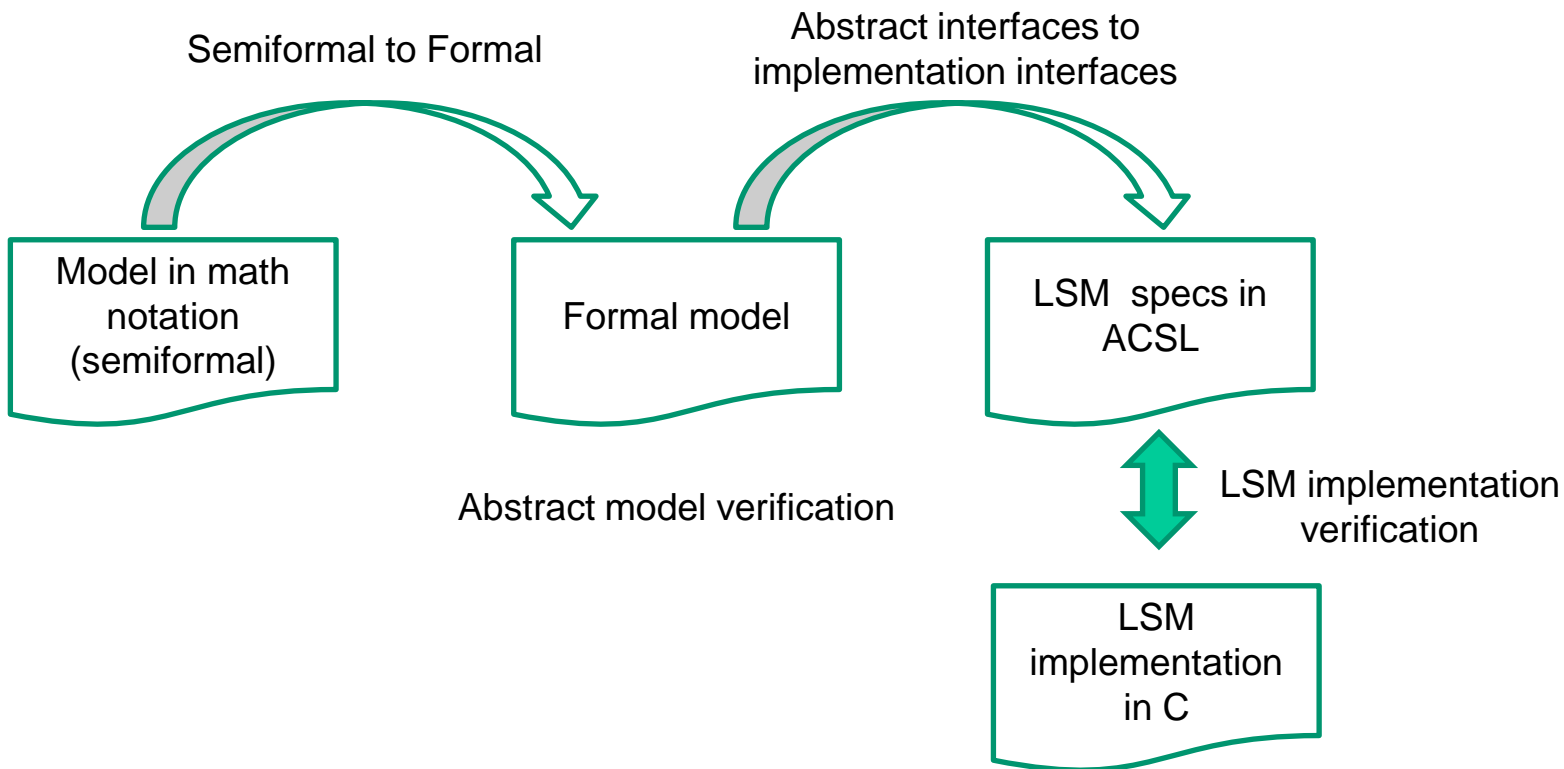 Semiformal to Formal
Abstract interfaces to
implementation interfaces
Model in math
notation
(semiformal)
Formal model
LSM specs in
ACSL
Abstract model verification
LSM implementation
verification
LSM
implementation
in C